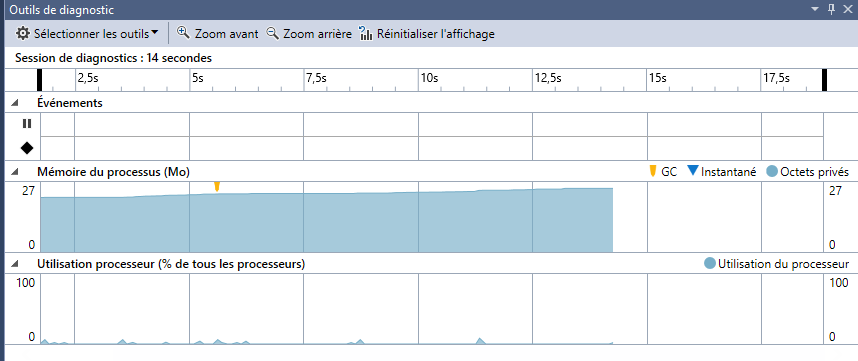 Outils de diagnostic
Sélectionner les outils Zoom avant Zoom arrière Réinitialiser l'affichage
Session de diagnostics : 14 secondes
2,5s 5s 7,5s 10s 12,5s 15s 17,5s
Événements
Mémoire du processus (Mo) GC Instantané Octets privés
27 27
0 0
Utilisation processeur (% de tous les processeurs) Utilisation du processeur
100 100
0 0